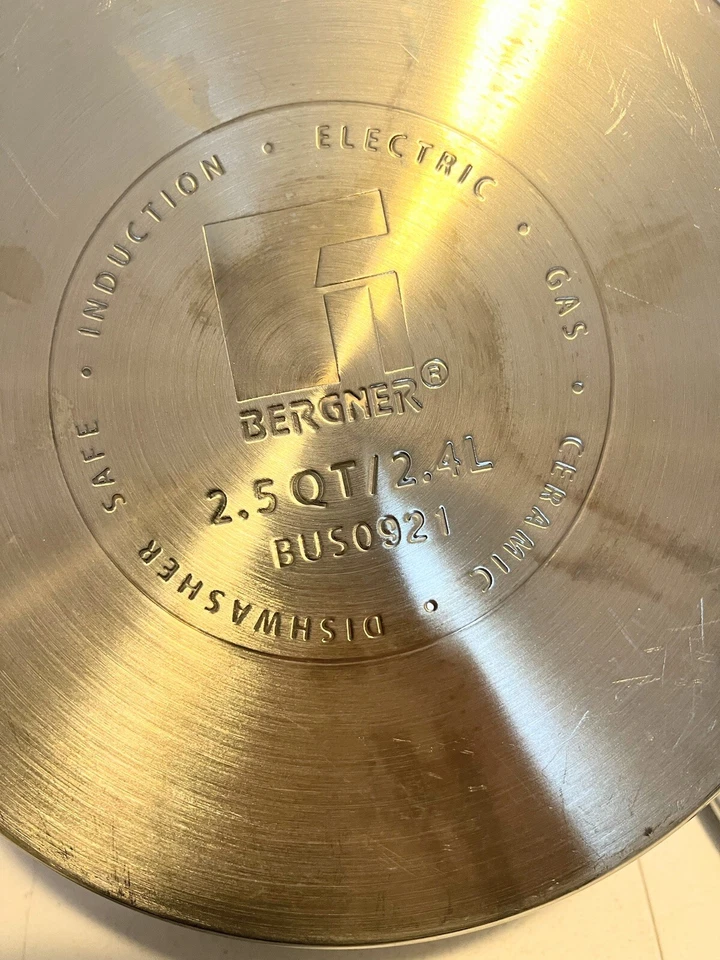 INDUCTION • ELECTRIC • GAS • CERAMIC • DISHWASHER SAFE •
BERGNER®
2.5 QT/2.4L
BUS0921